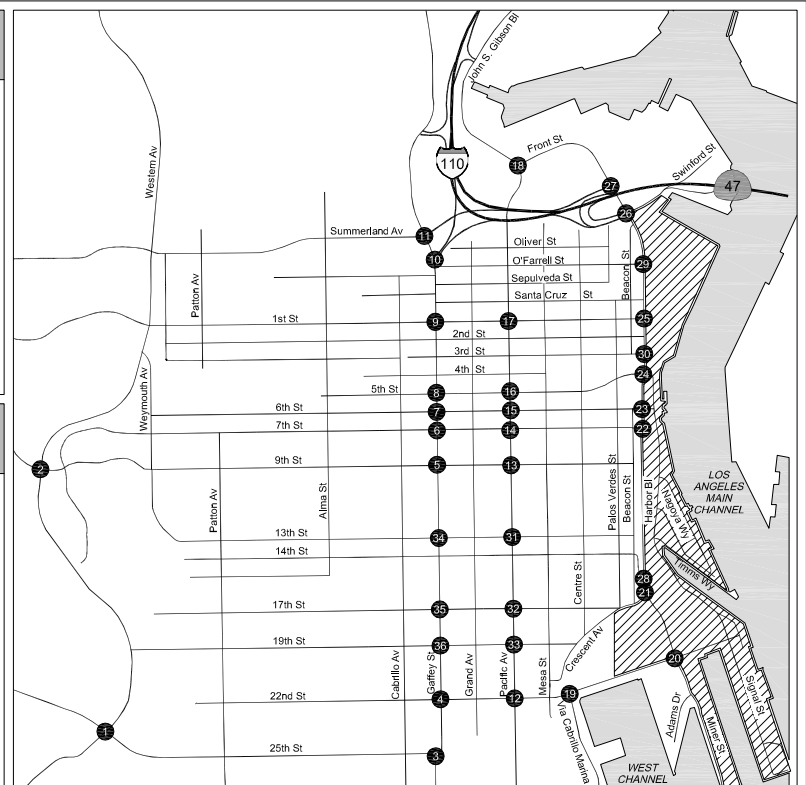 John S. Gibson Bl
Western Av
Front St
110
18
Swinford St
27
47
26
Summerland Av
11
Oliver St
10
O'Farrell St
29
Sepulveda St
Beacon St
Patton Av
Santa Cruz St
1st St
9
17
25
2nd St
3rd St
30
4th St
24
5th St
8
16
Weymouth Av
6th St
7
15
23
7th St
6
14
22
2
9th St
5
13
LOS
ANGELES
MAIN
CHANNEL
Patton Av
Alma St
Palos Verdes St
Beacon St
Harbor Bl
Nagoya Wy
13th St
34
31
14th St
Centre St
28
Timms Wy
21
17th St
35
32
19th St
36
33
Crescent Av
20
Cabrillo Av
Gaffey St
Grand Av
Pacific Av
Mesa St
22nd St
4
12
19
Via Cabrillo Marina
Adams Dr
Miner St
Signal St
1
25th St
3
WEST
CHANNEL